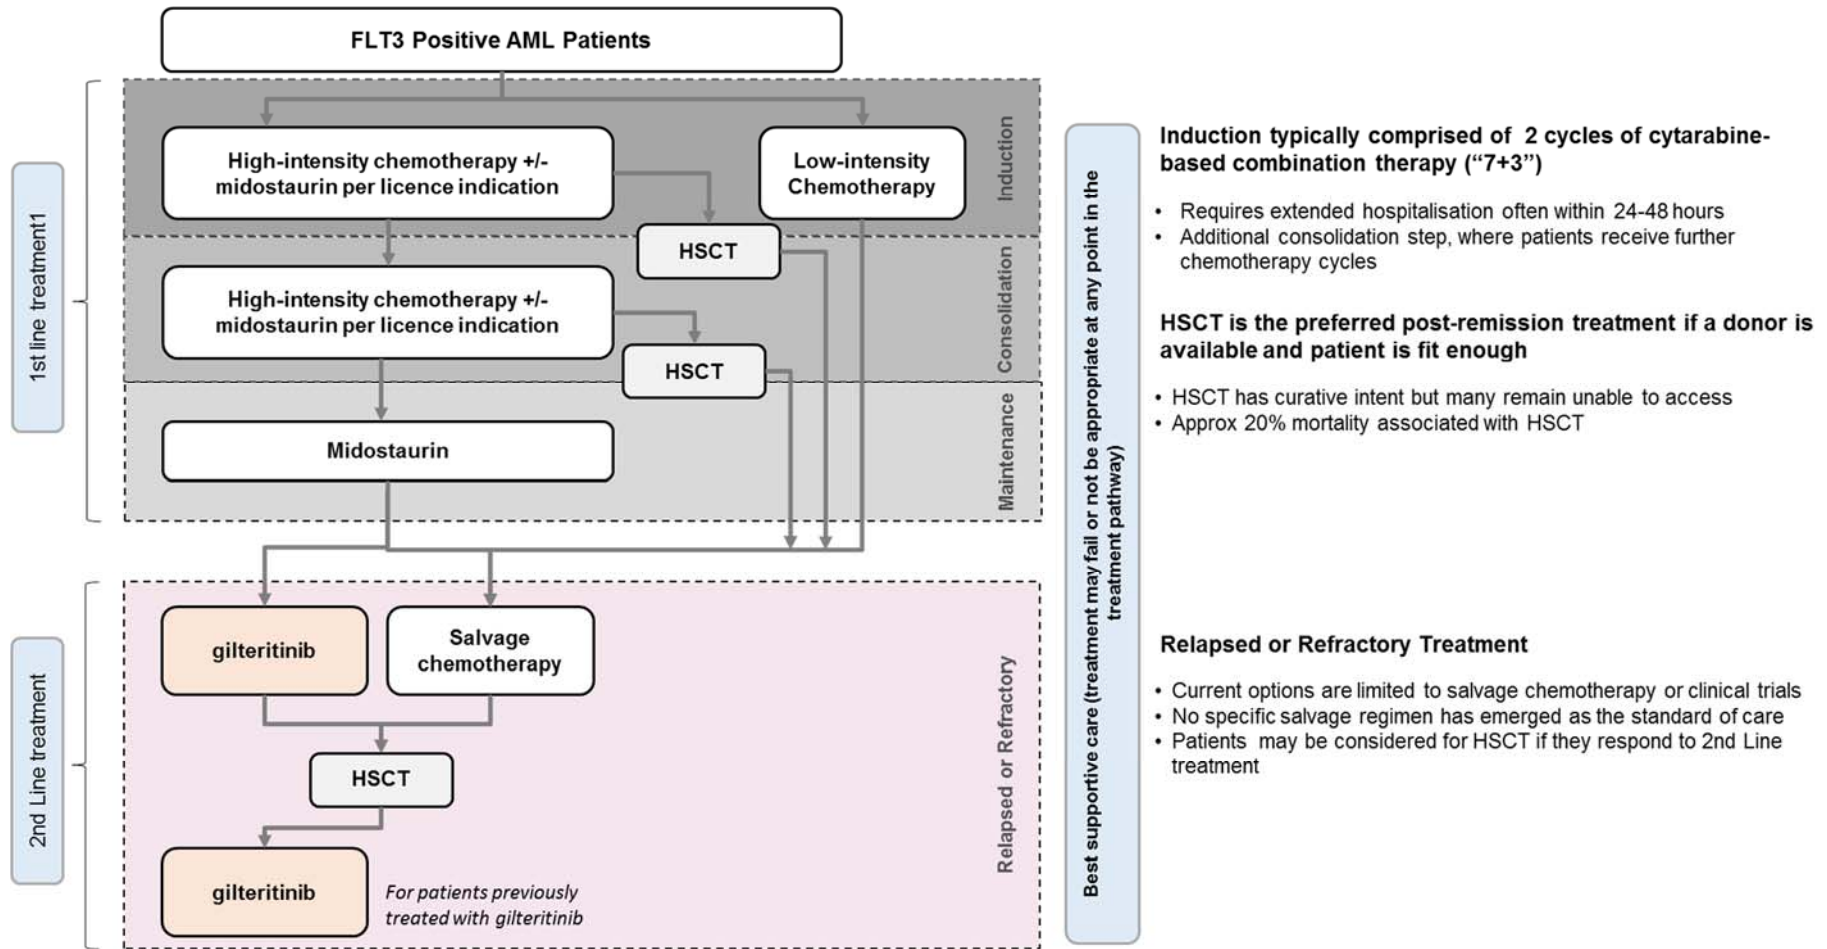 FLT3 Positive AML Patients
1st line treatment1
Induction
High-intensity chemotherapy +/-
midostaurin per licence indication
Low-intensity
Chemotherapy
HSCT
Consolidation
High-intensity chemotherapy +/-
midostaurin per licence indication
HSCT
Maintenance
Midostaurin
2nd Line treatment
Relapsed or Refractory
gilteritinib
Salvage
chemotherapy
HSCT
gilteritinib
For patients previously
treated with gilteritinib
Best supportive care (treatment may fail or not be appropriate at any point in the
treatment pathway)
Induction typically comprised of 2 cycles of cytarabine-
based combination therapy (“7+3”)
• Requires extended hospitalisation often within 24-48 hours
• Additional consolidation step, where patients receive further
chemotherapy cycles
HSCT is the preferred post-remission treatment if a donor is
available and patient is fit enough
• HSCT has curative intent but many remain unable to access
• Approx 20% mortality associated with HSCT
Relapsed or Refractory Treatment
• Current options are limited to salvage chemotherapy or clinical trials
• No specific salvage regimen has emerged as the standard of care
• Patients may be considered for HSCT if they respond to 2nd Line
treatment